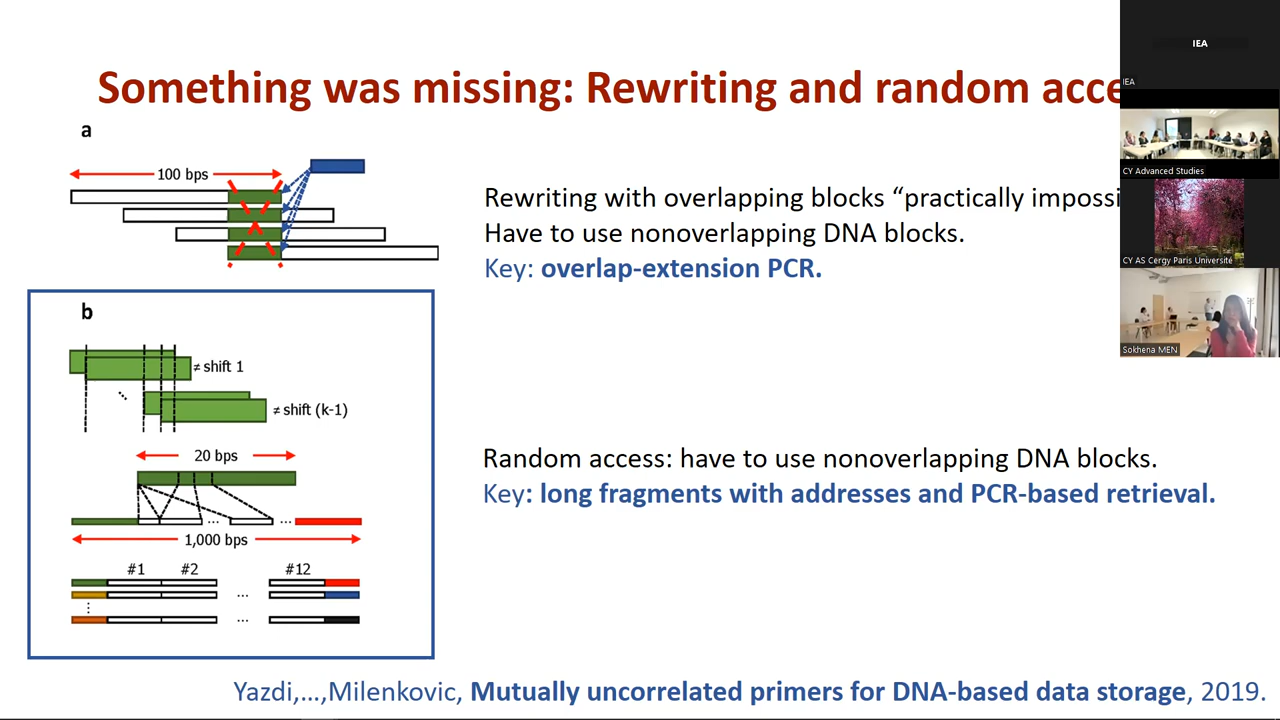 Something was missing: Rewriting and random acce
a
100 bps
Rewriting with overlapping blocks “practically impossi
Have to use nonoverlapping DNA blocks.
Key: overlap-extension PCR.
b
≠ shift 1
≠ shift (k-1)
20 bps
1,000 bps
#1 #2 #12
Random access: have to use nonoverlapping DNA blocks.
Key: long fragments with addresses and PCR-based retrieval.
Yazdi,...,Milenkovic, Mutually uncorrelated primers for DNA-based data storage, 2019.
IEA
IEA
CY Advanced Studies
CY AS Cergy Paris Université
Sokhena MEN